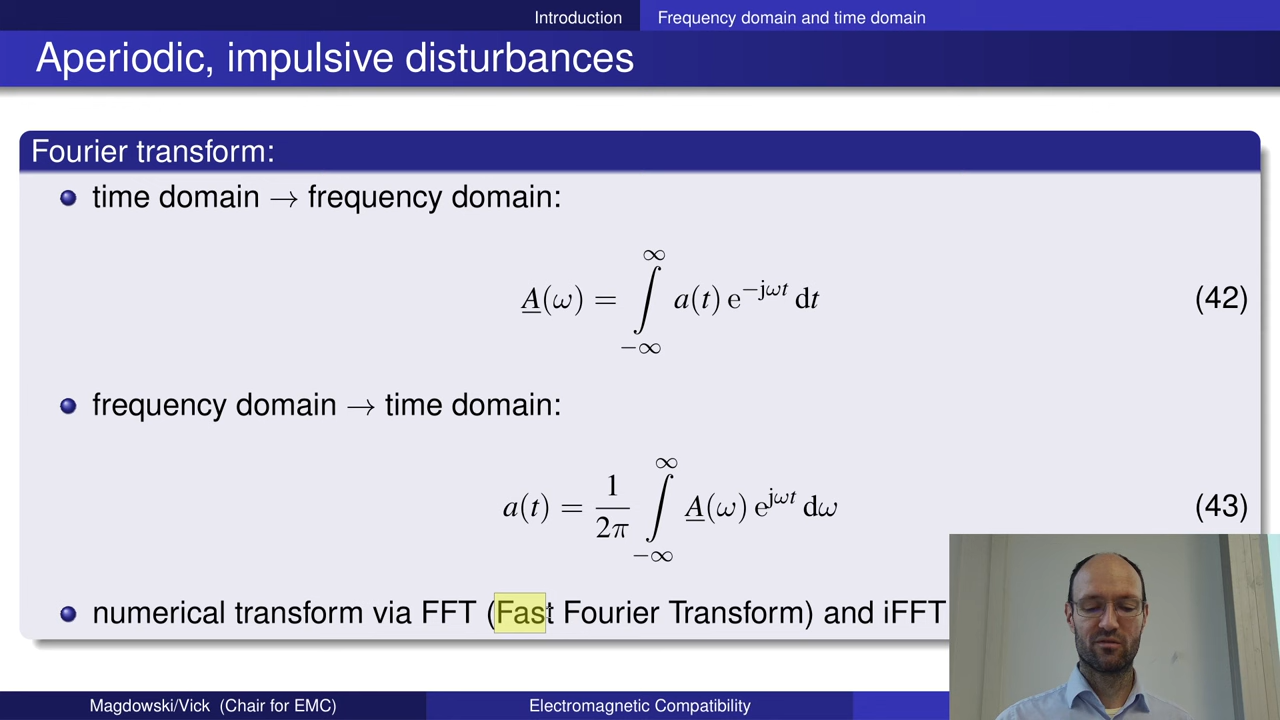 Introduction Frequency domain and time domain
Aperiodic, impulsive disturbances
Fourier transform:
time domain → frequency domain:
A(ω) = ∫_{−∞}^{∞} a(t) e^{−jωt} dt (42)
frequency domain → time domain:
a(t) = 1/2π ∫_{−∞}^{∞} A(ω) e^{jωt} dω (43)
numerical transform via FFT (Fast Fourier Transform) and iFFT
Magdowski/Vick (Chair for EMC) Electromagnetic Compatibility